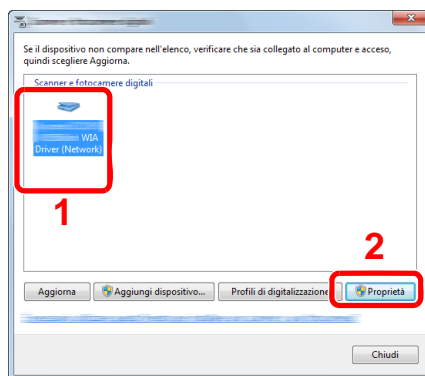 Se il dispositivo non compare nell'elenco, verificare che sia collegato al computer e acceso,
quindi scegliere Aggiorna.
Scanner e fotocamere digitali
WIA
Driver (Network)
1
2
Aggiorna
Aggiungi dispositivo...
Profili di digitalizzazione
Proprietà
Chiudi